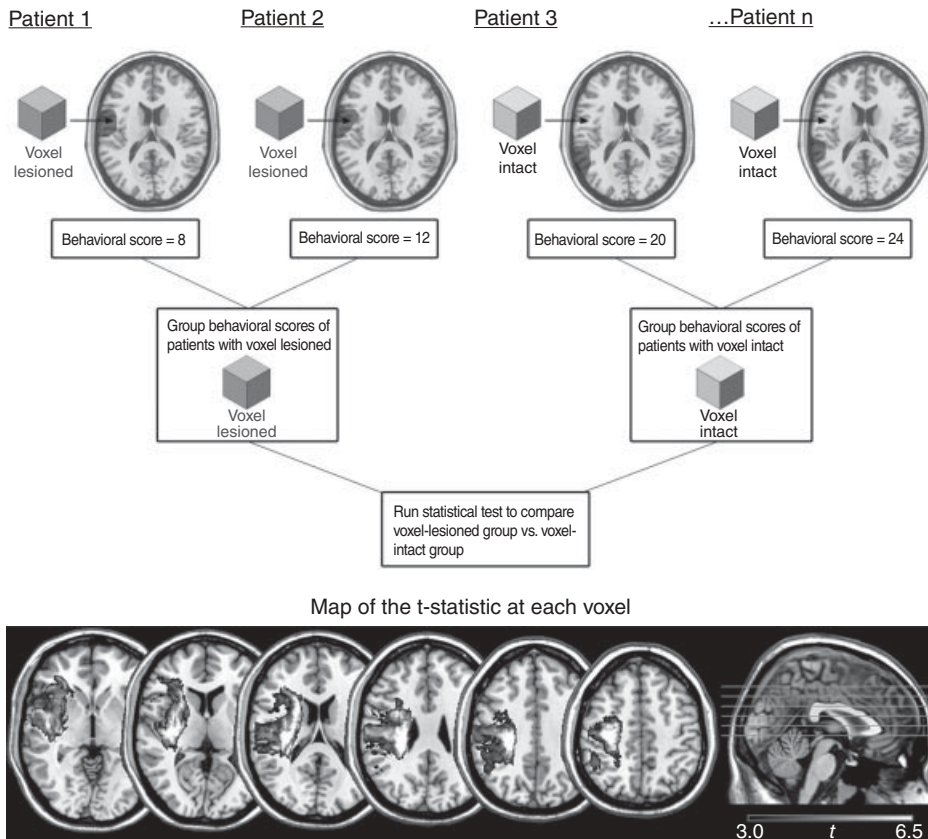 Patient 1
Patient 2
Patient 3
…Patient n
Voxel
lesioned
Voxel
lesioned
Voxel
intact
Voxel
intact
Behavioral score = 8
Behavioral score = 12
Behavioral score = 20
Behavioral score = 24
Group behavioral scores of
patients with voxel lesioned
Voxel
lesioned
Group behavioral scores of
patients with voxel intact
Voxel
intact
Run statistical test to compare
voxel-lesioned group vs. voxel-
intact group
Map of the t-statistic at each voxel
3.0 t 6.5